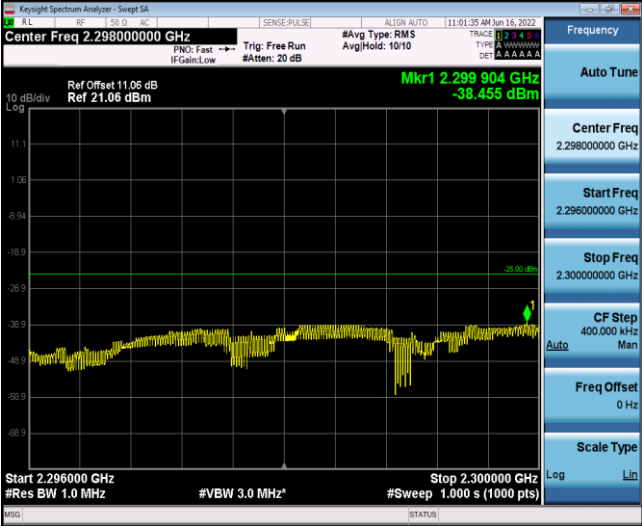 Keysight Spectrum Analyzer - Swept SA
RL RF 50 Ω AC SENSE:PULSE ALIGN AUTO 11:01:35 AM Jun 16, 2022
Center Freq 2.298000000 GHz
PNO: Fast
IFGain:Low
Trig: Free Run
#Atten: 20 dB
#Avg Type: RMS
Avg|Hold: 10/10
TRACE 1 2 3 4 5 6
TYPE A WWWWW
DET A A A A A A
Mkr1 2.299 904 GHz
-38.455 dBm
Ref Offset 11.06 dB
10 dB/div Ref 21.06 dBm
Log
11.1
1.06
-8.94
-18.9
-25.00 dBm
-28.9
1
-38.9
-48.9
-58.9
-68.9
Start 2.296000 GHz Stop 2.300000 GHz
#Res BW 1.0 MHz #VBW 3.0 MHz* #Sweep 1.000 s (1000 pts)
MSG STATUS
Frequency
Auto Tune
Center Freq
2.298000000 GHz
Start Freq
2.296000000 GHz
Stop Freq
2.300000000 GHz
CF Step
400.000 kHz
Auto Man
Freq Offset
0 Hz
Scale Type
Log Lin